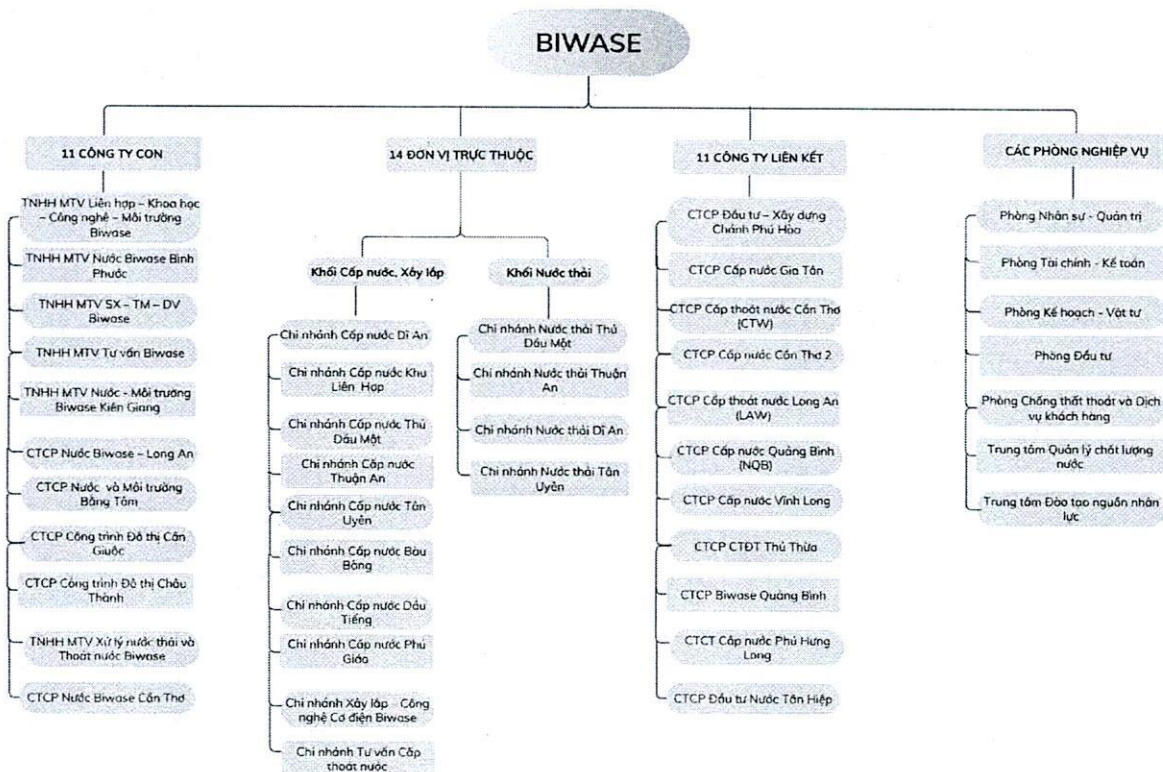 BIWASE
11 CÔNG TY CON
TNHH MTV Liên hợp – Khoa học
– Công nghệ – Môi trường
Biwase
TNHH MTV Nước Biwase Bình
Phước
TNHH MTV SX – TM – DV
Biwase
TNHH MTV Tư vấn Biwase
TNHH MTV Nước - Môi trường
Biwase Kiên Giang
CTCP Nước Biwase – Long An
CTCP Nước và Môi trường
Bằng Tâm
CTCP Công trình Đô thị Cần
Giuộc
CTCP Công trình Đô thị Châu
Thành
TNHH MTV Xử lý nước thải và
Thoát nước Biwase
CTCP Nước Biwase Cần Thơ
14 ĐƠN VỊ TRỰC THUỘC
Khối Cấp nước, Xây lắp
Chi nhánh Cấp nước Dĩ An
Chi nhánh Cấp nước Khu
Liên Hợp
Chi nhánh Cấp nước Thủ
Dầu Một
Chi nhánh Cấp nước
Thuận An
Chi nhánh Cấp nước Tân
Uyên
Chi nhánh Cấp nước Bàu
Bàng
Chi nhánh Cấp nước Dầu
Tiếng
Chi nhánh Cấp nước Phú
Giáo
Chi nhánh Xây lắp – Công
nghệ Cơ điện Biwase
Chi nhánh Tư vấn Cấp
thoát nước
Khối Nước thải
Chi nhánh Nước thải Thủ
Dầu Một
Chi nhánh Nước thải Thuận
An
Chi nhánh Nước thải Dĩ An
Chi nhánh Nước thải Tân
Uyên
11 CÔNG TY LIÊN KẾT
CTCP Đầu tư – Xây dựng
Chánh Phú Hòa
CTCP Cấp nước Gia Tân
CTCP Cấp thoát nước Cần Thơ
(CTW)
CTCP Cấp nước Cần Thơ 2
CTCP Cấp thoát nước Long An
(LAW)
CTCP Cấp nước Quảng Bình
(NQB)
CTCP Cấp nước Vĩnh Long
CTCP CTĐT Thủ Thừa
CTCP Biwase Quảng Bình
CTCT Cấp nước Phú Hưng
Long
CTCP Đầu tư Nước Tân Hiệp
CÁC PHÒNG NGHIỆP VỤ
Phòng Nhân sự - Quản trị
Phòng Tài chính - Kế toán
Phòng Kế hoạch - Vật tư
Phòng Đầu tư
Phòng Chống thất thoát và Dịch
vụ khách hàng
Trung tâm Quản lý chất lượng
nước
Trung tâm Đào tạo nguồn nhân
lực